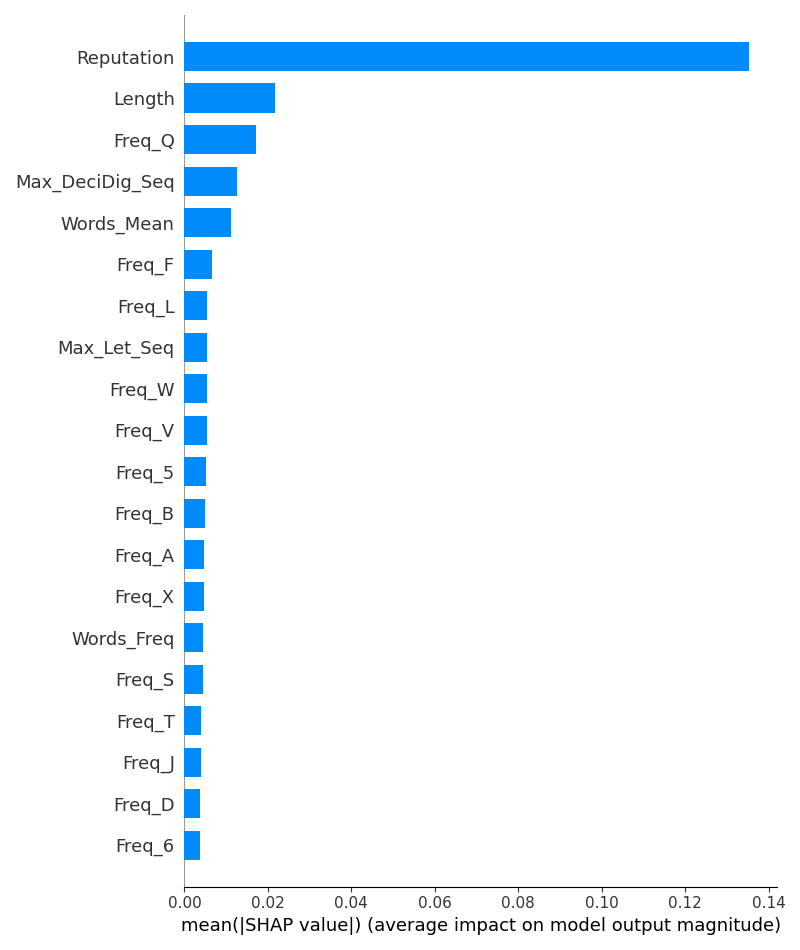 Reputation
Length
Freq_Q
Max_DeciDig_Seq
Words_Mean
Freq_F
Freq_L
Max_Let_Seq
Freq_W
Freq_V
Freq_5
Freq_B
Freq_A
Freq_X
Words_Freq
Freq_S
Freq_T
Freq_J
Freq_D
Freq_6
0.00 0.02 0.04 0.06 0.08 0.10 0.12 0.14
mean(|SHAP value|) (average impact on model output magnitude)